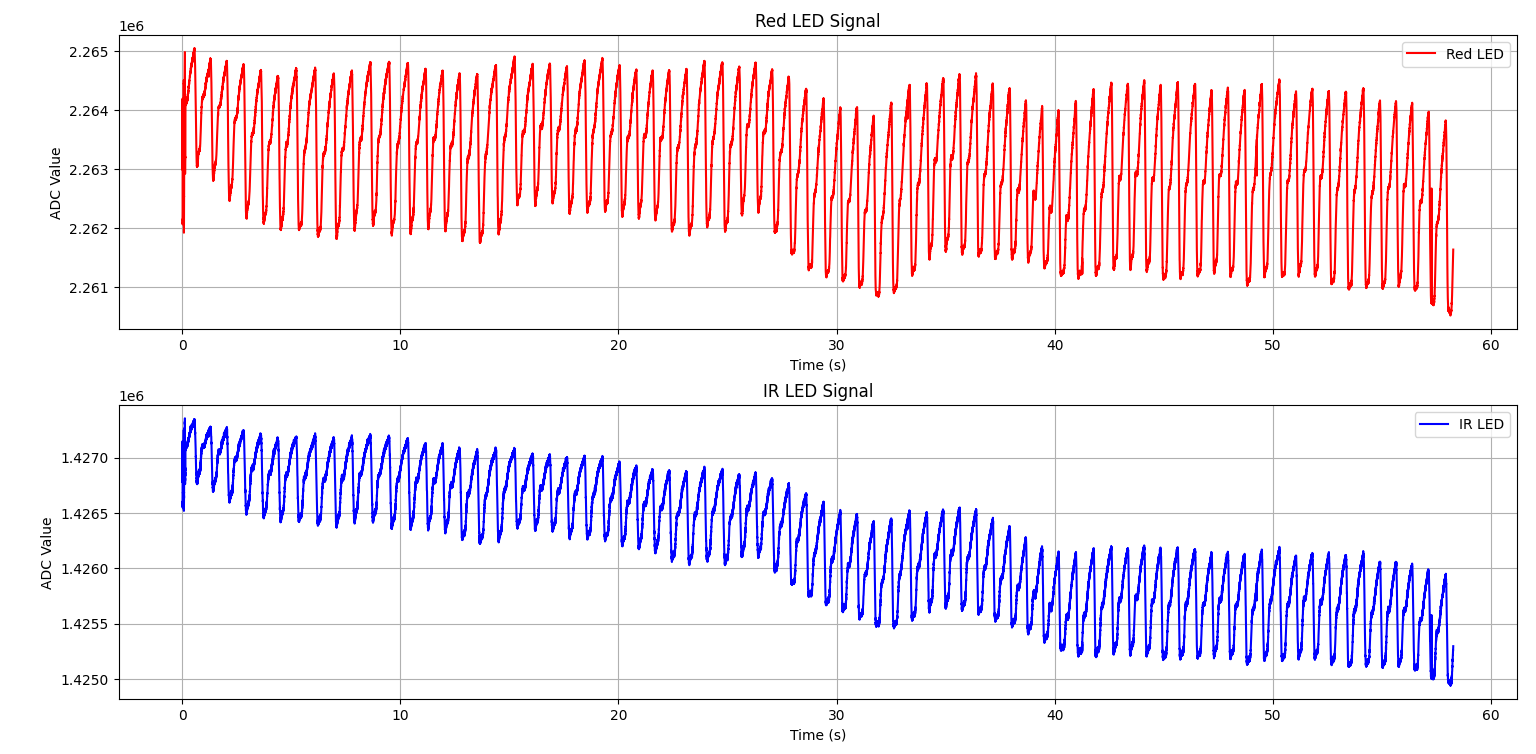 Red LED Signal
1e6
Red LED
2.265
2.264
2.263
2.262
2.261
ADC Value
0 10 20 30 40 50 60
Time (s)
IR LED Signal
1e6
IR LED
1.4270
1.4265
1.4260
1.4255
1.4250
ADC Value
0 10 20 30 40 50 60
Time (s)